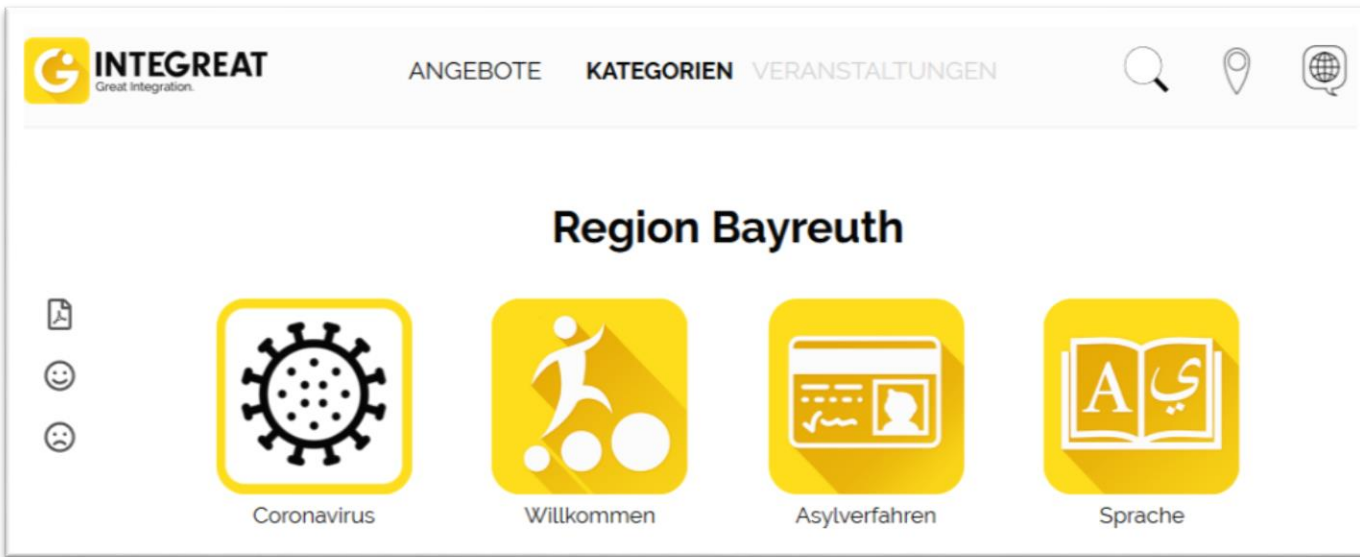 INTEGREAT
Great Integration.
ANGEBOTE KATEGORIEN VERANSTALTUNGEN
Region Bayreuth
A ي
Coronavirus Willkommen Asylverfahren Sprache